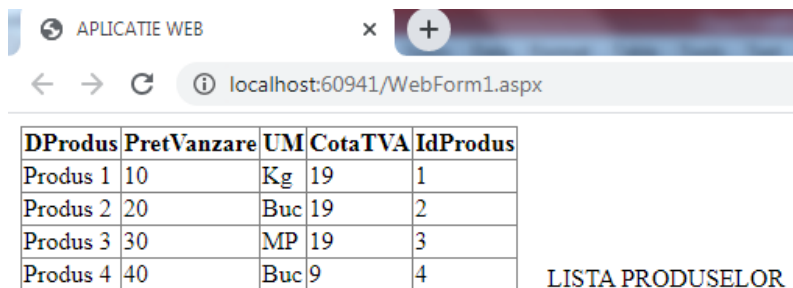 APLICATIE WEB
localhost:60941/WebForm1.aspx
DProdus PretVanzare UM CotaTVA IdProdus
Produs 1 10 Kg 19 1
Produs 2 20 Buc 19 2
Produs 3 30 MP 19 3
Produs 4 40 Buc 9 4 LISTA PRODUSELOR